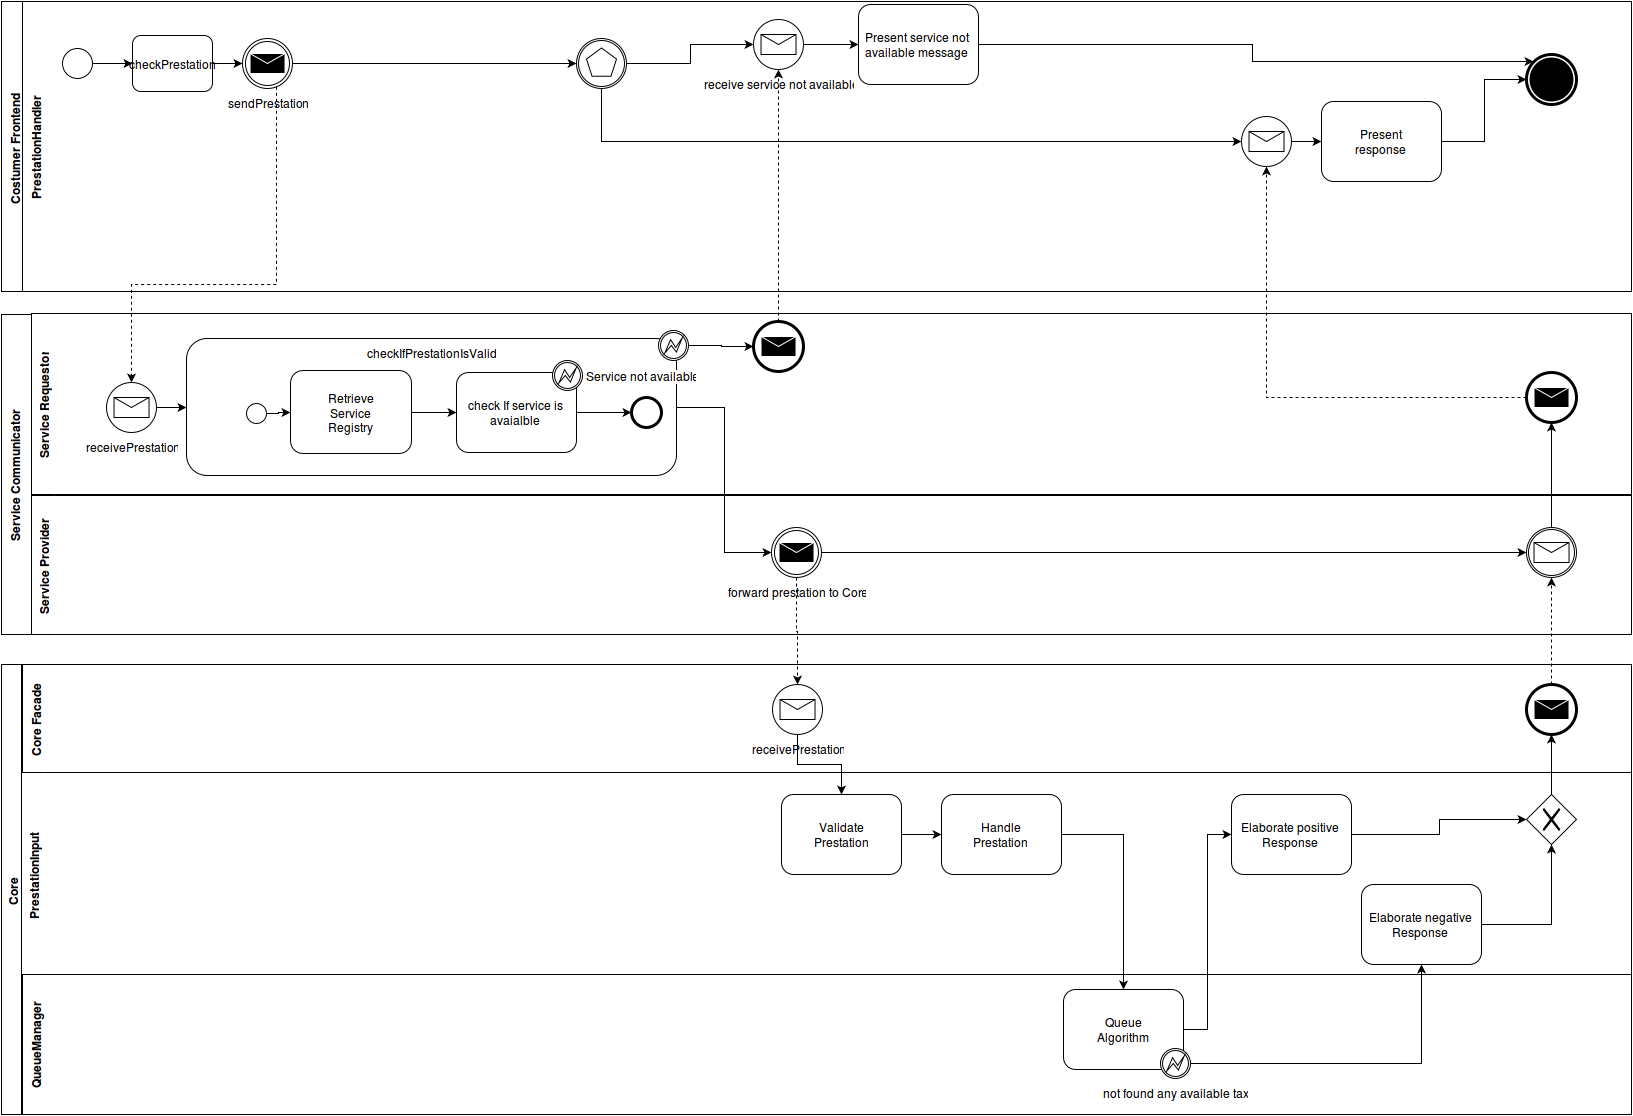 Costumer Frontend
PrestationHandler
checkPrestation
sendPrestation
receive service not available
Present service not
available message
Present
response
Service Communicator
Service Requestor
receivePrestation
checkIfPrestationIsValid
Retrieve
Service
Registry
check If service is
avaialble
Service not available
Service Provider
forward prestation to Core
Core
Core Facade
receivePrestation
PrestationInput
Validate
Prestation
Handle
Prestation
Elaborate positive
Response
Elaborate negative
Response
QueueManager
Queue
Algorithm
not found any available tax